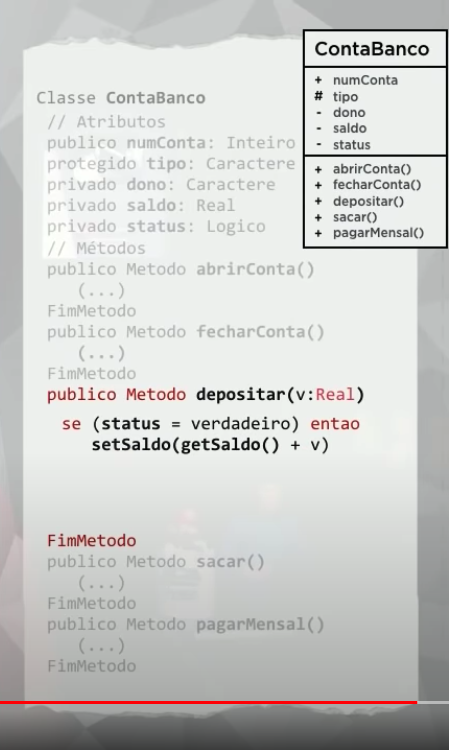 ContaBanco
+ numConta
# tipo
- dono
- saldo
- status
+ abrirConta()
+ fecharConta()
+ depositar()
+ sacar()
+ pagarMensal()
Classe ContaBanco
// Atributos
publico numConta: Inteiro
protegido tipo: Caractere
privado dono: Caractere
privado saldo: Real
privado status: Logico
// Métodos
publico Metodo abrirConta()
(...)
FimMetodo
publico Metodo fecharConta()
(...)
FimMetodo
publico Metodo depositar(v:Real)
se (status = verdadeiro) entao
setSaldo(getSaldo() + v)
FimMetodo
publico Metodo sacar()
(...)
FimMetodo
publico Metodo pagarMensal()
(...)
FimMetodo